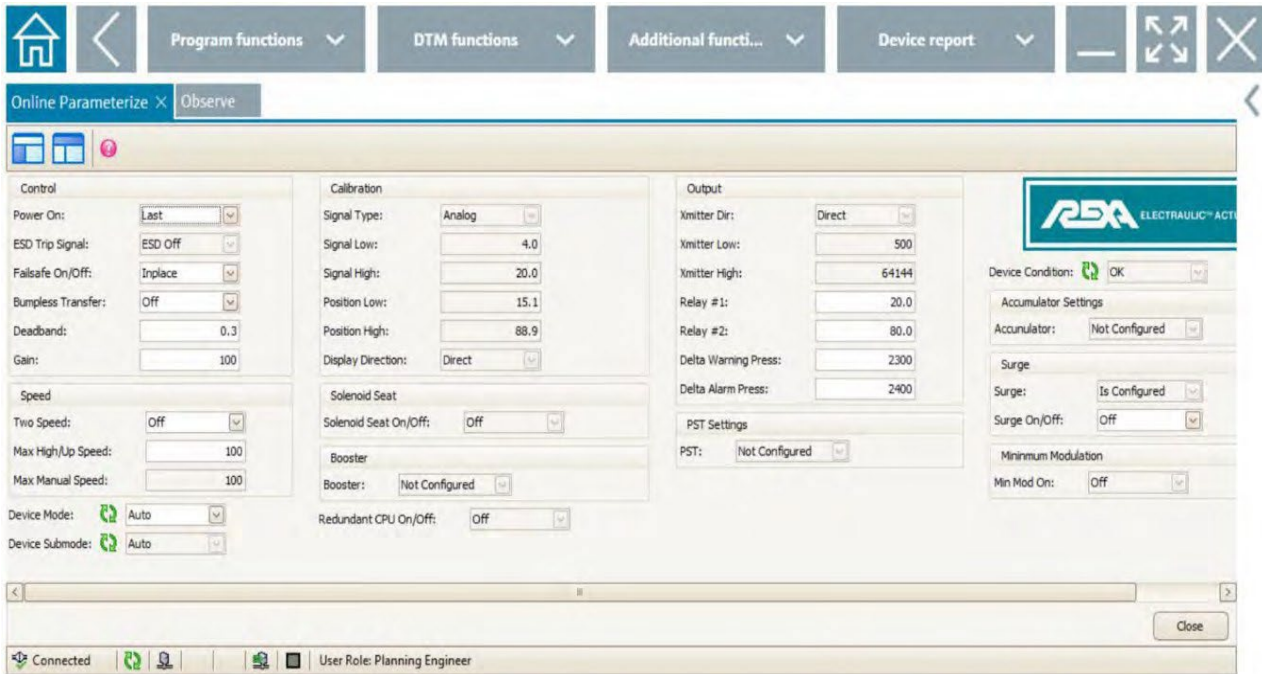 Program functions
DTM functions
Additional functi...
Device report
Online Parameterize
Observe
Control
Power On: Last
ESD Trip Signal: ESD Off
Failsafe On/Off: Inplace
Bumpless Transfer: Off
Deadband: 0.3
Gain: 100
Speed
Two Speed: Off
Max High/Up Speed: 100
Max Manual Speed: 100
Device Mode: Auto
Device Submode: Auto
Calibration
Signal Type: Analog
Signal Low: 4.0
Signal High: 20.0
Position Low: 15.1
Position High: 88.9
Display Direction: Direct
Solenoid Seat
Solenoid Seat On/Off: Off
Booster
Booster: Not Configured
Redundant CPU On/Off: Off
Output
Xmitter Dir: Direct
Xmitter Low: 500
Xmitter High: 64144
Relay #1: 20.0
Relay #2: 80.0
Delta Warning Press: 2300
Delta Alarm Press: 2400
PST Settings
PST: Not Configured
REXA ELECTRAULIC™ ACTU
Device Condition: OK
Accumulator Settings
Accunulator: Not Configured
Surge
Surge: Is Configured
Surge On/Off: Off
Mininmum Modulation
Min Mod On: Off
Close
Connected
User Role: Planning Engineer